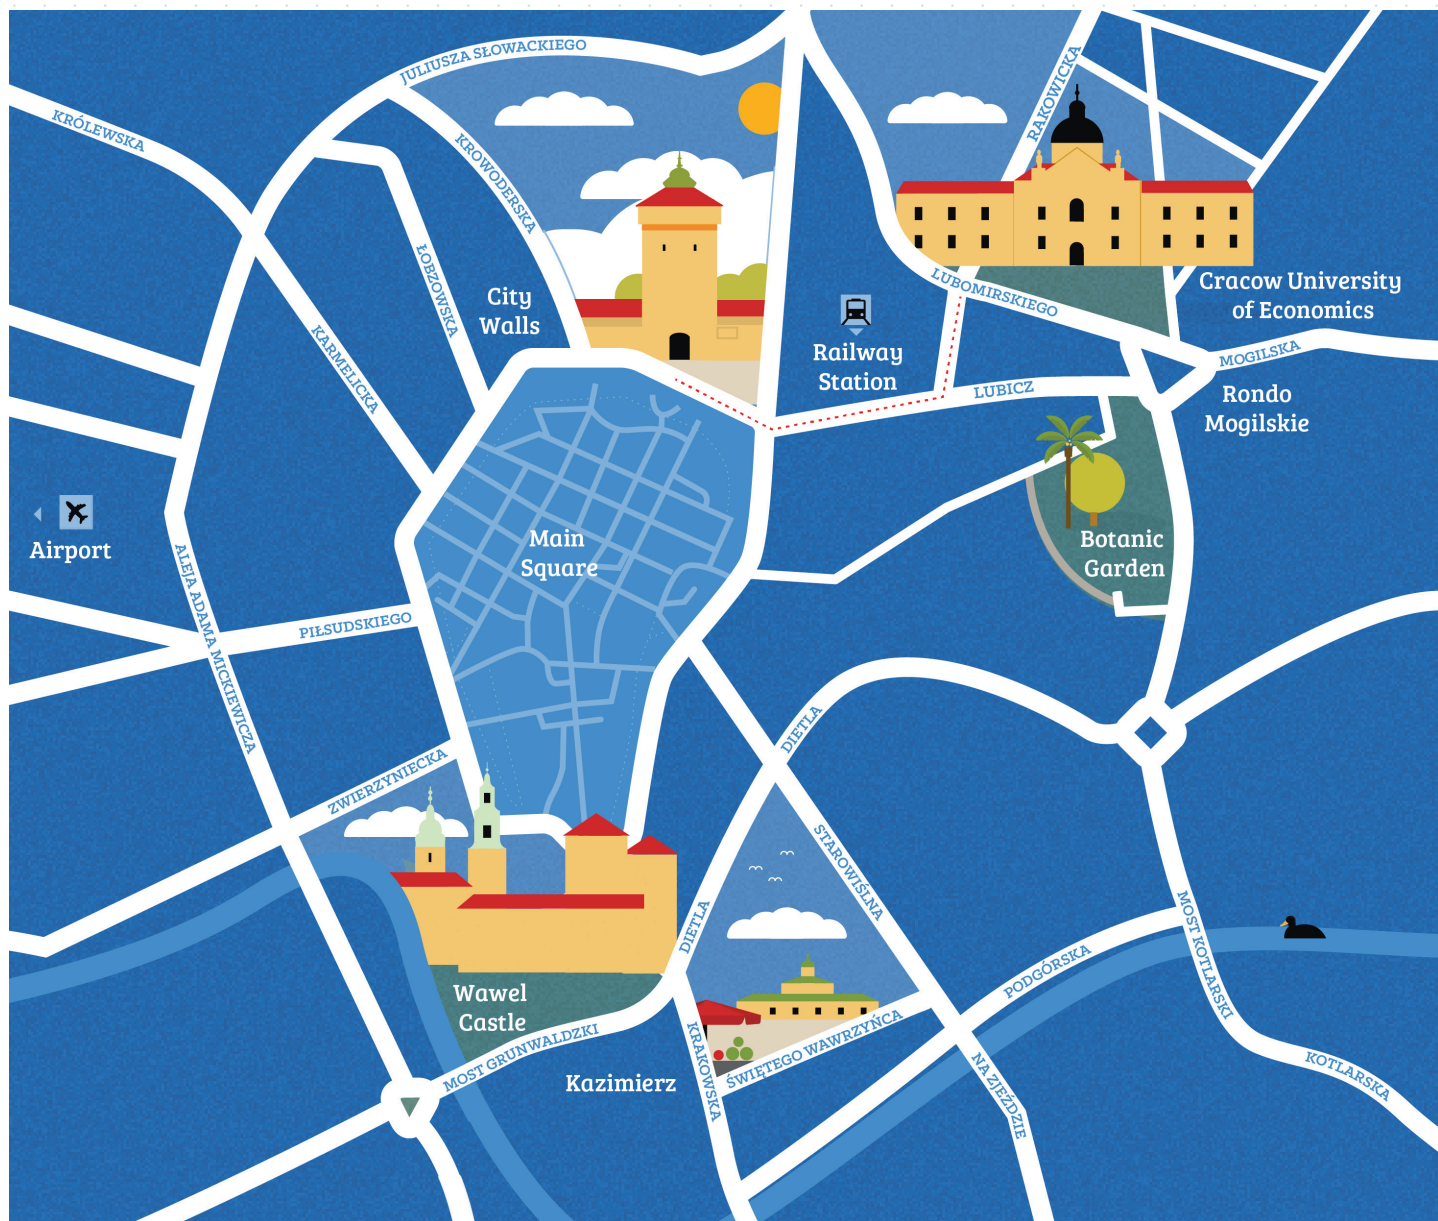 JULIUSZA SŁOWACKIEGO
RAKOWICKA
KRÓLEWSKA
KROWODERSKA
ŁOBZOWSKA
City
Walls
LUBOMIRSKIEGO
Cracow University
of Economics
KARMELICKA
Railway
Station
MOGILSKA
LUBICZ
Rondo
Mogilskie
Airport
Main
Square
Botanic
Garden
ALEJA ADAMA MICKIEWICZA
PIŁSUDSKIEGO
DIETLA
ZWIERZYNIECKA
STAROWIŚLNA
DIETLA
MOST KOTLARSKI
PODGÓRSKA
Wawel
Castle
MOST GRUNWALDZKI
KRAKOWSKA
ŚWIĘTEGO WAWRZYŃCA
Kazimierz
NA ZJEŹDZIE
KOTLARSKA